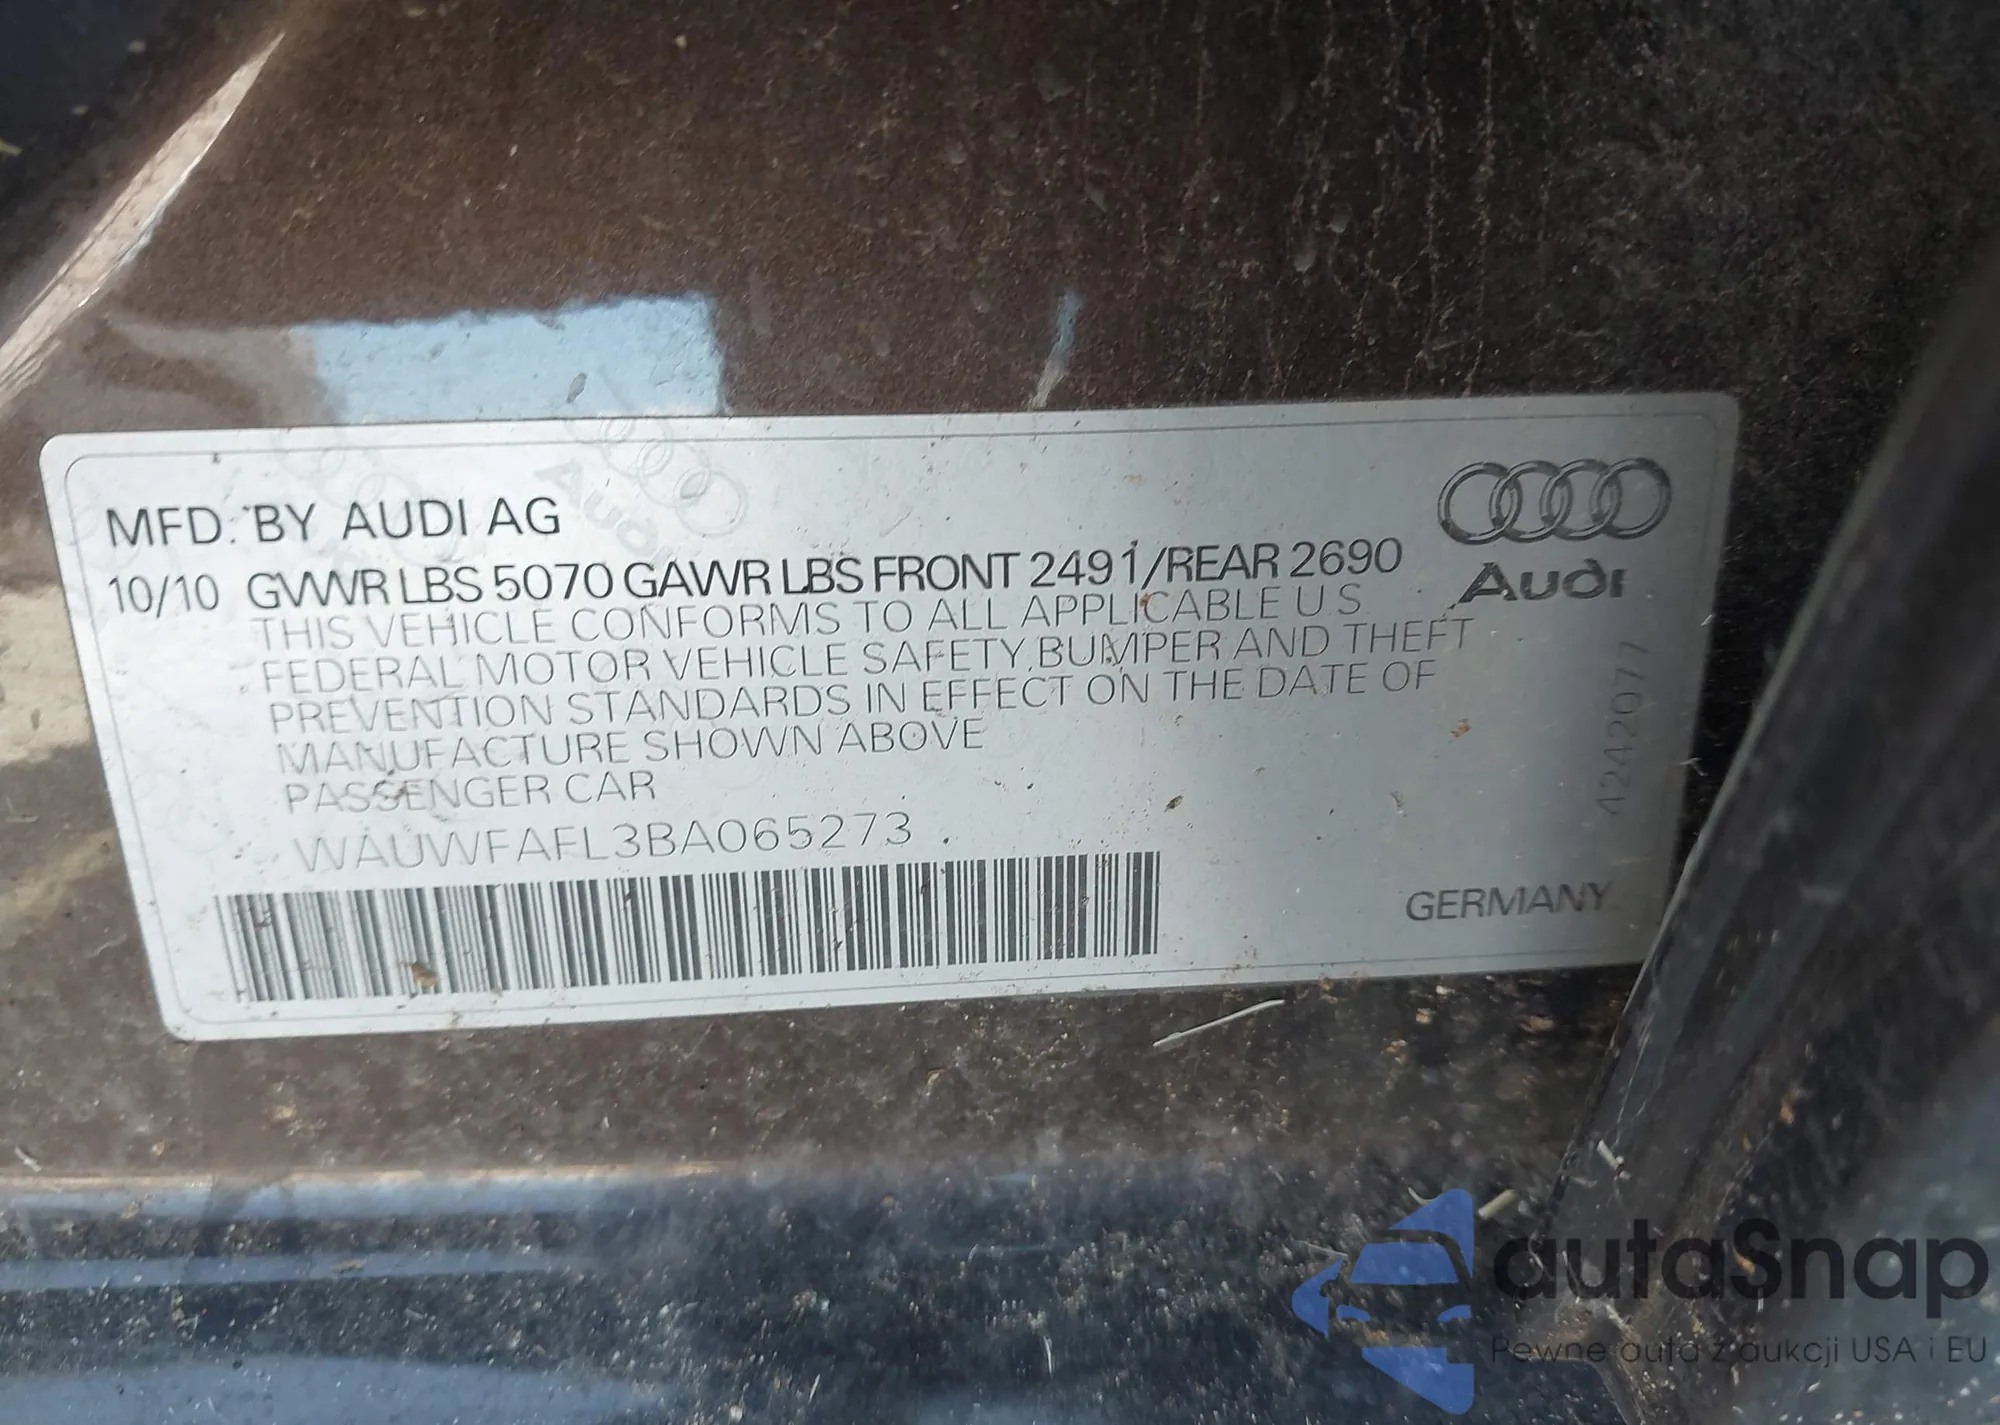 MFD. BY AUDI AG
10/10 GVWR LBS 5070 GAWR LBS FRONT 2491/REAR 2690
THIS VEHICLE CONFORMS TO ALL APPLICABLE U.S.
FEDERAL MOTOR VEHICLE SAFETY, BUMPER AND THEFT
PREVENTION STANDARDS IN EFFECT ON THE DATE OF
MANUFACTURE SHOWN ABOVE
PASSENGER CAR
WAUWFAFL3BA065273
Audi
4242077
GERMANY
autaSnap
Pewne auta z aukcji USA i EU